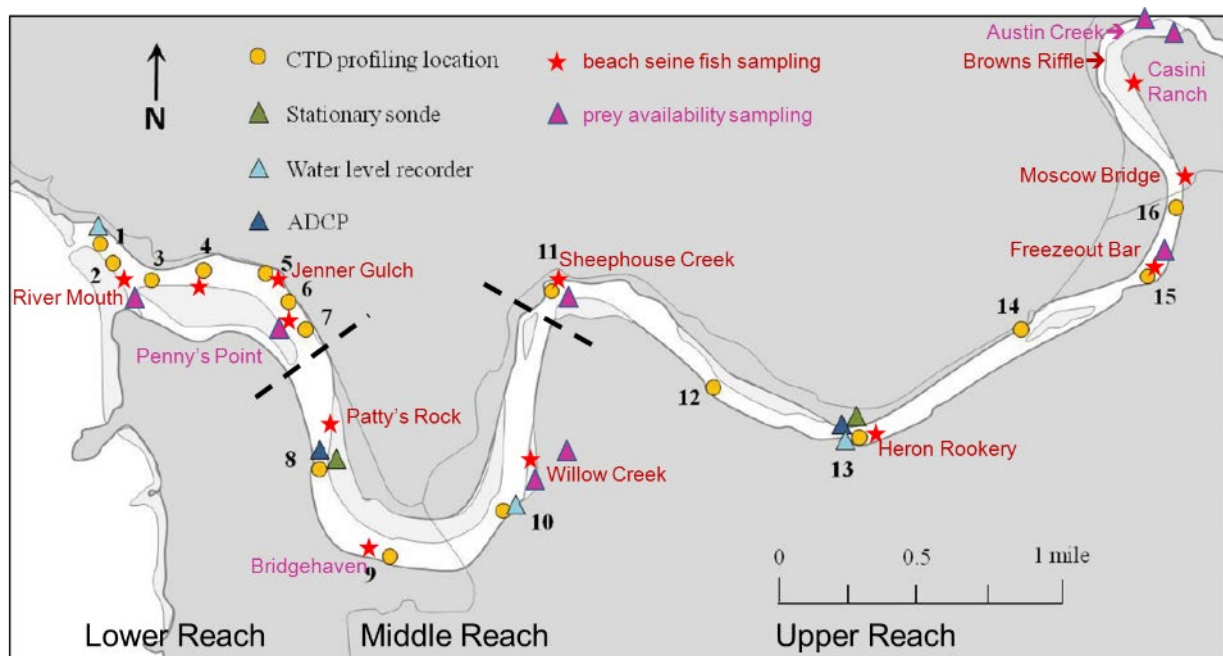 CTD profiling location
Stationary sonde
Water level recorder
ADCP
beach seine fish sampling
prey availability sampling
N
Austin Creek
Browns Riffle
Casini
Ranch
Moscow Bridge
16
Freezeout Bar
15
14
1
2
3
4
5
6
7
River Mouth
Jenner Gulch
Penny's Point
11
Sheephouse Creek
12
13
Heron Rookery
Patty's Rock
8
Willow Creek
10
Bridgehaven
9
0 0.5 1 mile
Lower Reach
Middle Reach
Upper Reach